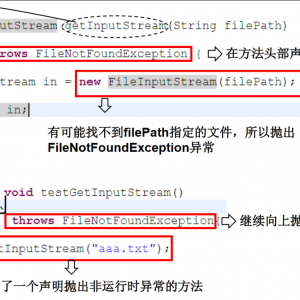 utStream getInputStream(String filePath)
rows FileNotFoundException { 在方法头部声
tream in = new FileInputStream(filePath);
in;
有可能找不到filePath指定的文件，所以抛出
FileNotFoundException异常
void testGetInputStream()
throws FileNotFoundException{ 继续向上抛
tInputStream("aaa.txt");
了一个声明抛出非运行时异常的方法